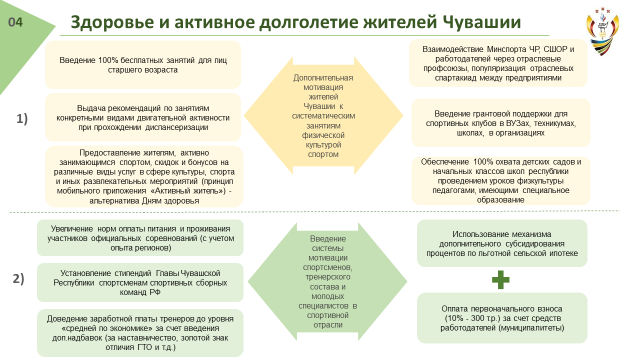 04
Здоровье и активное долголетие жителей Чувашии
1)
Введение 100% бесплатных занятий для лиц
старшего возраста
Выдача рекомендаций по занятиям
конкретными видами двигательной активности
при прохождении диспансеризации
Предоставление жителям, активно
занимающимся спортом, скидок и бонусов на
различные виды услуг в сфере культуры, спорта
и иных развлекательных мероприятий (принцип
мобильного приложения «Активный житель») -
альтернатива Дням здоровья
Дополнительная
мотивация
жителей
Чувашии к
систематическим
занятиям
физической
культурой
спортом
Взаимодействие Минспорта ЧР, СШОР и
работодателей через отраслевые
профсоюзы, популяризация отраслевых
спартакиад между предприятиями
Введение грантовой поддержки для
спортивных клубов в ВУЗах, техникумах,
школах, в организациях
Обеспечение 100% охвата детских садов и
начальных классов школ республики
проведением уроков физкультуры
педагогами, имеющими специальное
образование
2)
Увеличение норм оплаты питания и проживания
участников официальных соревнований (с учетом
опыта регионов)
Установление стипендий Главы Чувашской
Республики спортсменам спортивных сборных
команд РФ
Доведение заработной платы тренеров до уровня
«средней по экономике» за счет введения
доп.надбавок (за наставничество, золотой знак
отличия ГТО и т.д.)
Введение
системы
мотивации
спортсменов,
тренерского
состава и
молодых
специалистов в
спортивной
отрасли
Использование механизма
дополнительного субсидирования
процентов по льготной сельской ипотеке
Оплата первоначального взноса
(10% - 300 т.р.) за счет средств
работодателей (муниципалитеты)